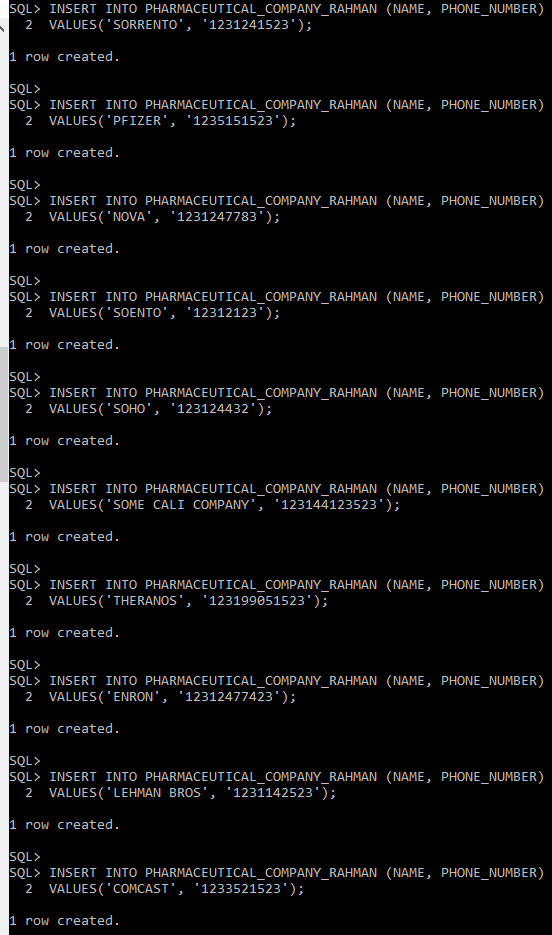 SQL> INSERT INTO PHARMACEUTICAL_COMPANY_RAHMAN (NAME, PHONE_NUMBER)
2 VALUES('SORRENTO', '1231241523');
1 row created.
SQL>
SQL> INSERT INTO PHARMACEUTICAL_COMPANY_RAHMAN (NAME, PHONE_NUMBER)
2 VALUES('PFIZER', '1235151523');
1 row created.
SQL>
SQL> INSERT INTO PHARMACEUTICAL_COMPANY_RAHMAN (NAME, PHONE_NUMBER)
2 VALUES('NOVA', '1231247783');
1 row created.
SQL>
SQL> INSERT INTO PHARMACEUTICAL_COMPANY_RAHMAN (NAME, PHONE_NUMBER)
2 VALUES('SOENTO', '12312123');
1 row created.
SQL>
SQL> INSERT INTO PHARMACEUTICAL_COMPANY_RAHMAN (NAME, PHONE_NUMBER)
2 VALUES('SOHO', '123124432');
1 row created.
SQL>
SQL> INSERT INTO PHARMACEUTICAL_COMPANY_RAHMAN (NAME, PHONE_NUMBER)
2 VALUES('SOME CALI COMPANY', '123144123523');
1 row created.
SQL>
SQL> INSERT INTO PHARMACEUTICAL_COMPANY_RAHMAN (NAME, PHONE_NUMBER)
2 VALUES('THERANOS', '123199051523');
1 row created.
SQL>
SQL> INSERT INTO PHARMACEUTICAL_COMPANY_RAHMAN (NAME, PHONE_NUMBER)
2 VALUES('ENRON', '12312477423');
1 row created.
SQL>
SQL> INSERT INTO PHARMACEUTICAL_COMPANY_RAHMAN (NAME, PHONE_NUMBER)
2 VALUES('LEHMAN BROS', '1231142523');
1 row created.
SQL>
SQL> INSERT INTO PHARMACEUTICAL_COMPANY_RAHMAN (NAME, PHONE_NUMBER)
2 VALUES('COMCAST', '1233521523');
1 row created.